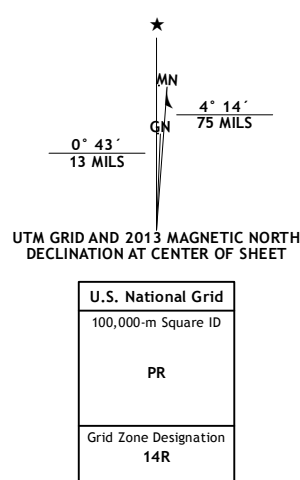 ★
MN
4° 14´
75 MILS
GN
0° 43´
13 MILS
UTM GRID AND 2013 MAGNETIC NORTH
DECLINATION AT CENTER OF SHEET
U.S. National Grid
100,000-m Square ID
PR
Grid Zone Designation
14R